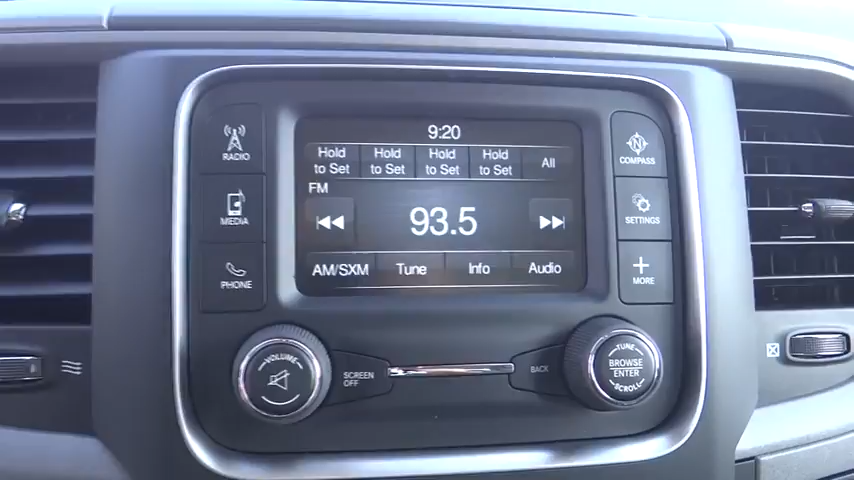 9:20
RADIO
Hold to Set
Hold to Set
Hold to Set
Hold to Set
All
COMPASS
FM
MEDIA
93.5
SETTINGS
PHONE
AM/SXM
Tune
Info
Audio
MORE
VOLUME
SCREEN OFF
BACK
TUNE
BROWSE
ENTER
SCROLL